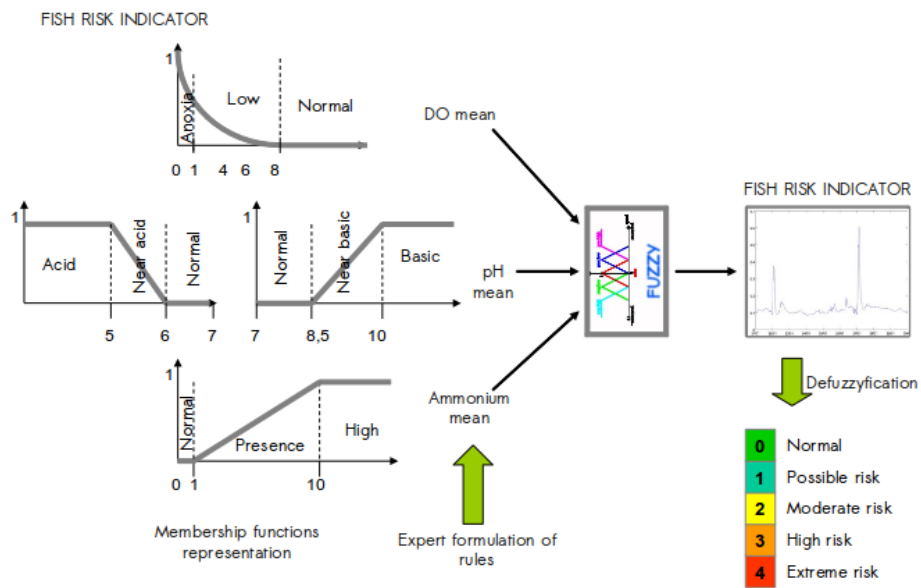 FISH RISK INDICATOR
1
Anoxia
Low
Normal
0 1 4 6 8
DO mean
1
Acid
Near acid
Normal
5 6 7
1
Normal
Near basic
Basic
7 8,5 10
pH
mean
1
Normal
Presence
High
0 1 10
Ammonium
mean
Membership functions
representation
Expert formulation of
rules
FUZZY
FISH RISK INDICATOR
Defuzzyfication
0 Normal
1 Possible risk
2 Moderate risk
3 High risk
4 Extreme risk